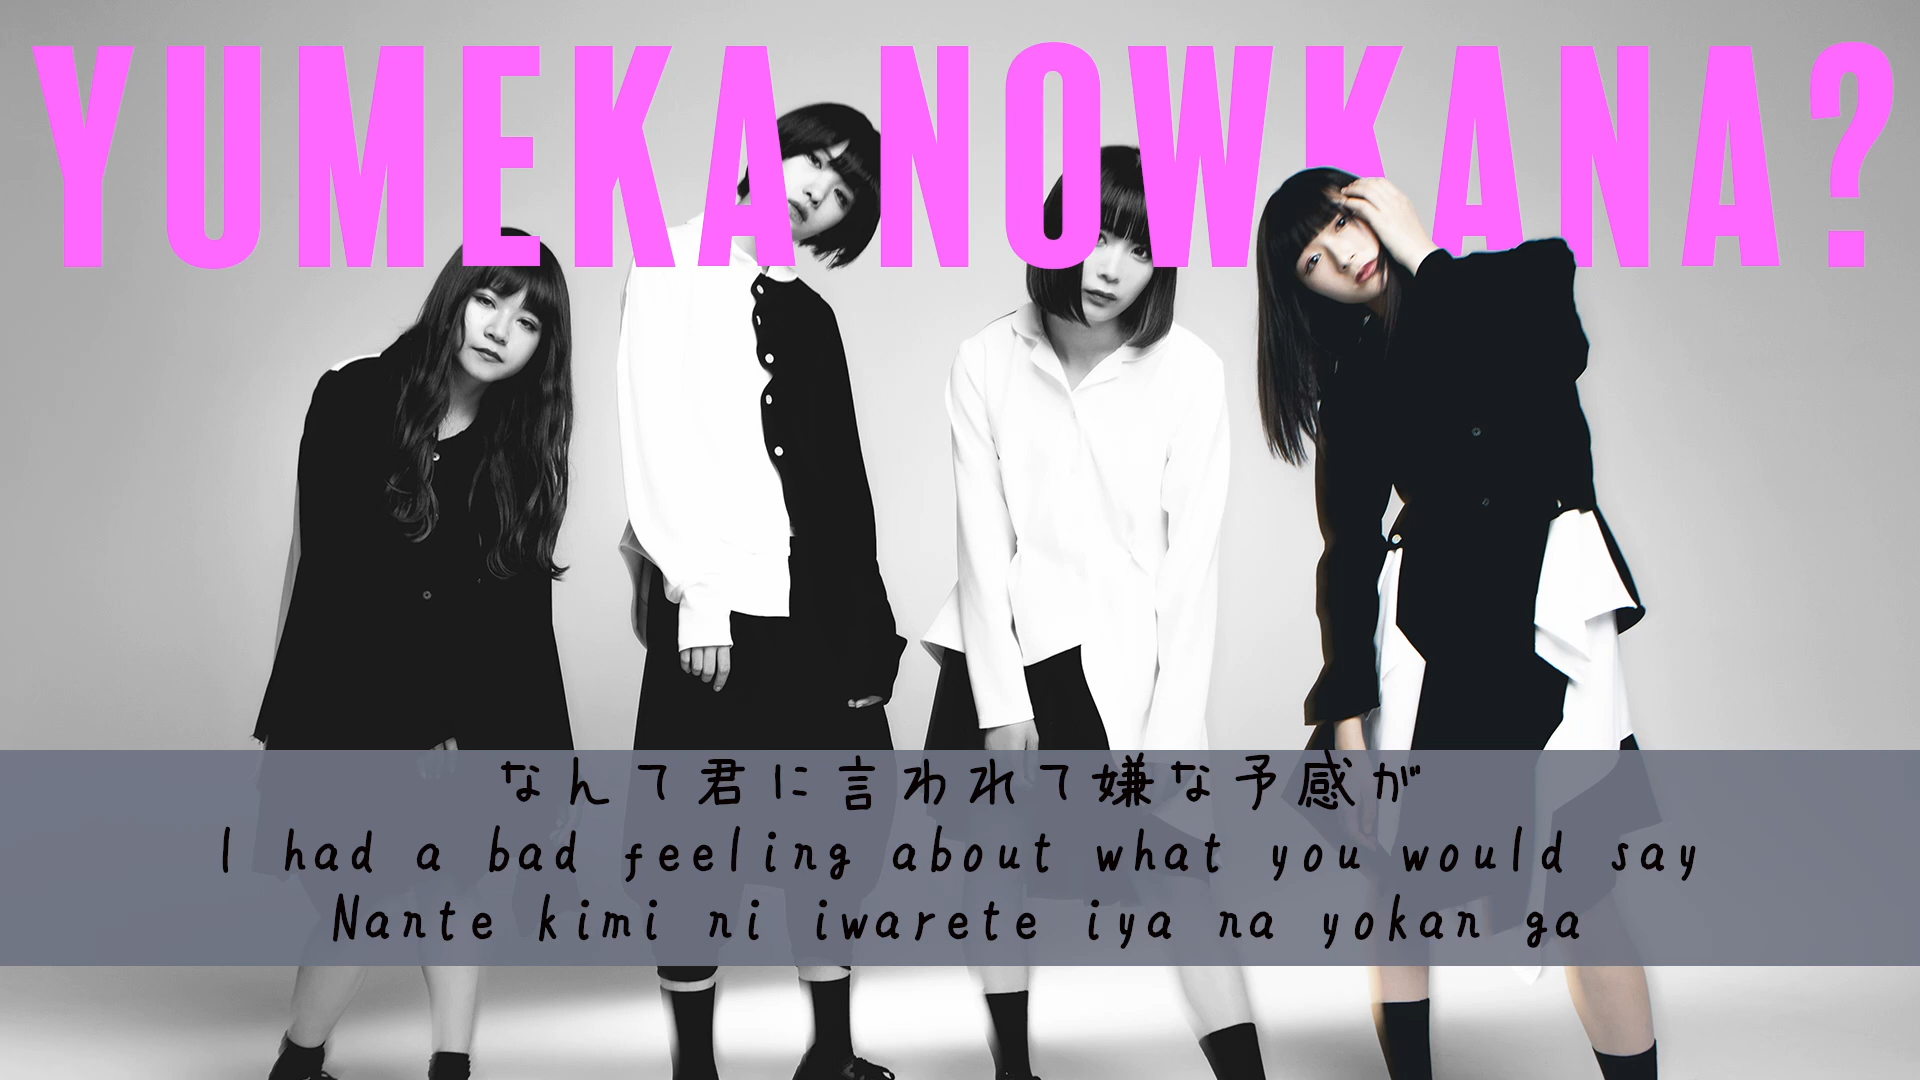 YUMEKA NOWKANA?
なんて君に言われて嫌な予感が
I had a bad feeling about what you would say
Nante kimi ni iwarete iya na yokan ga